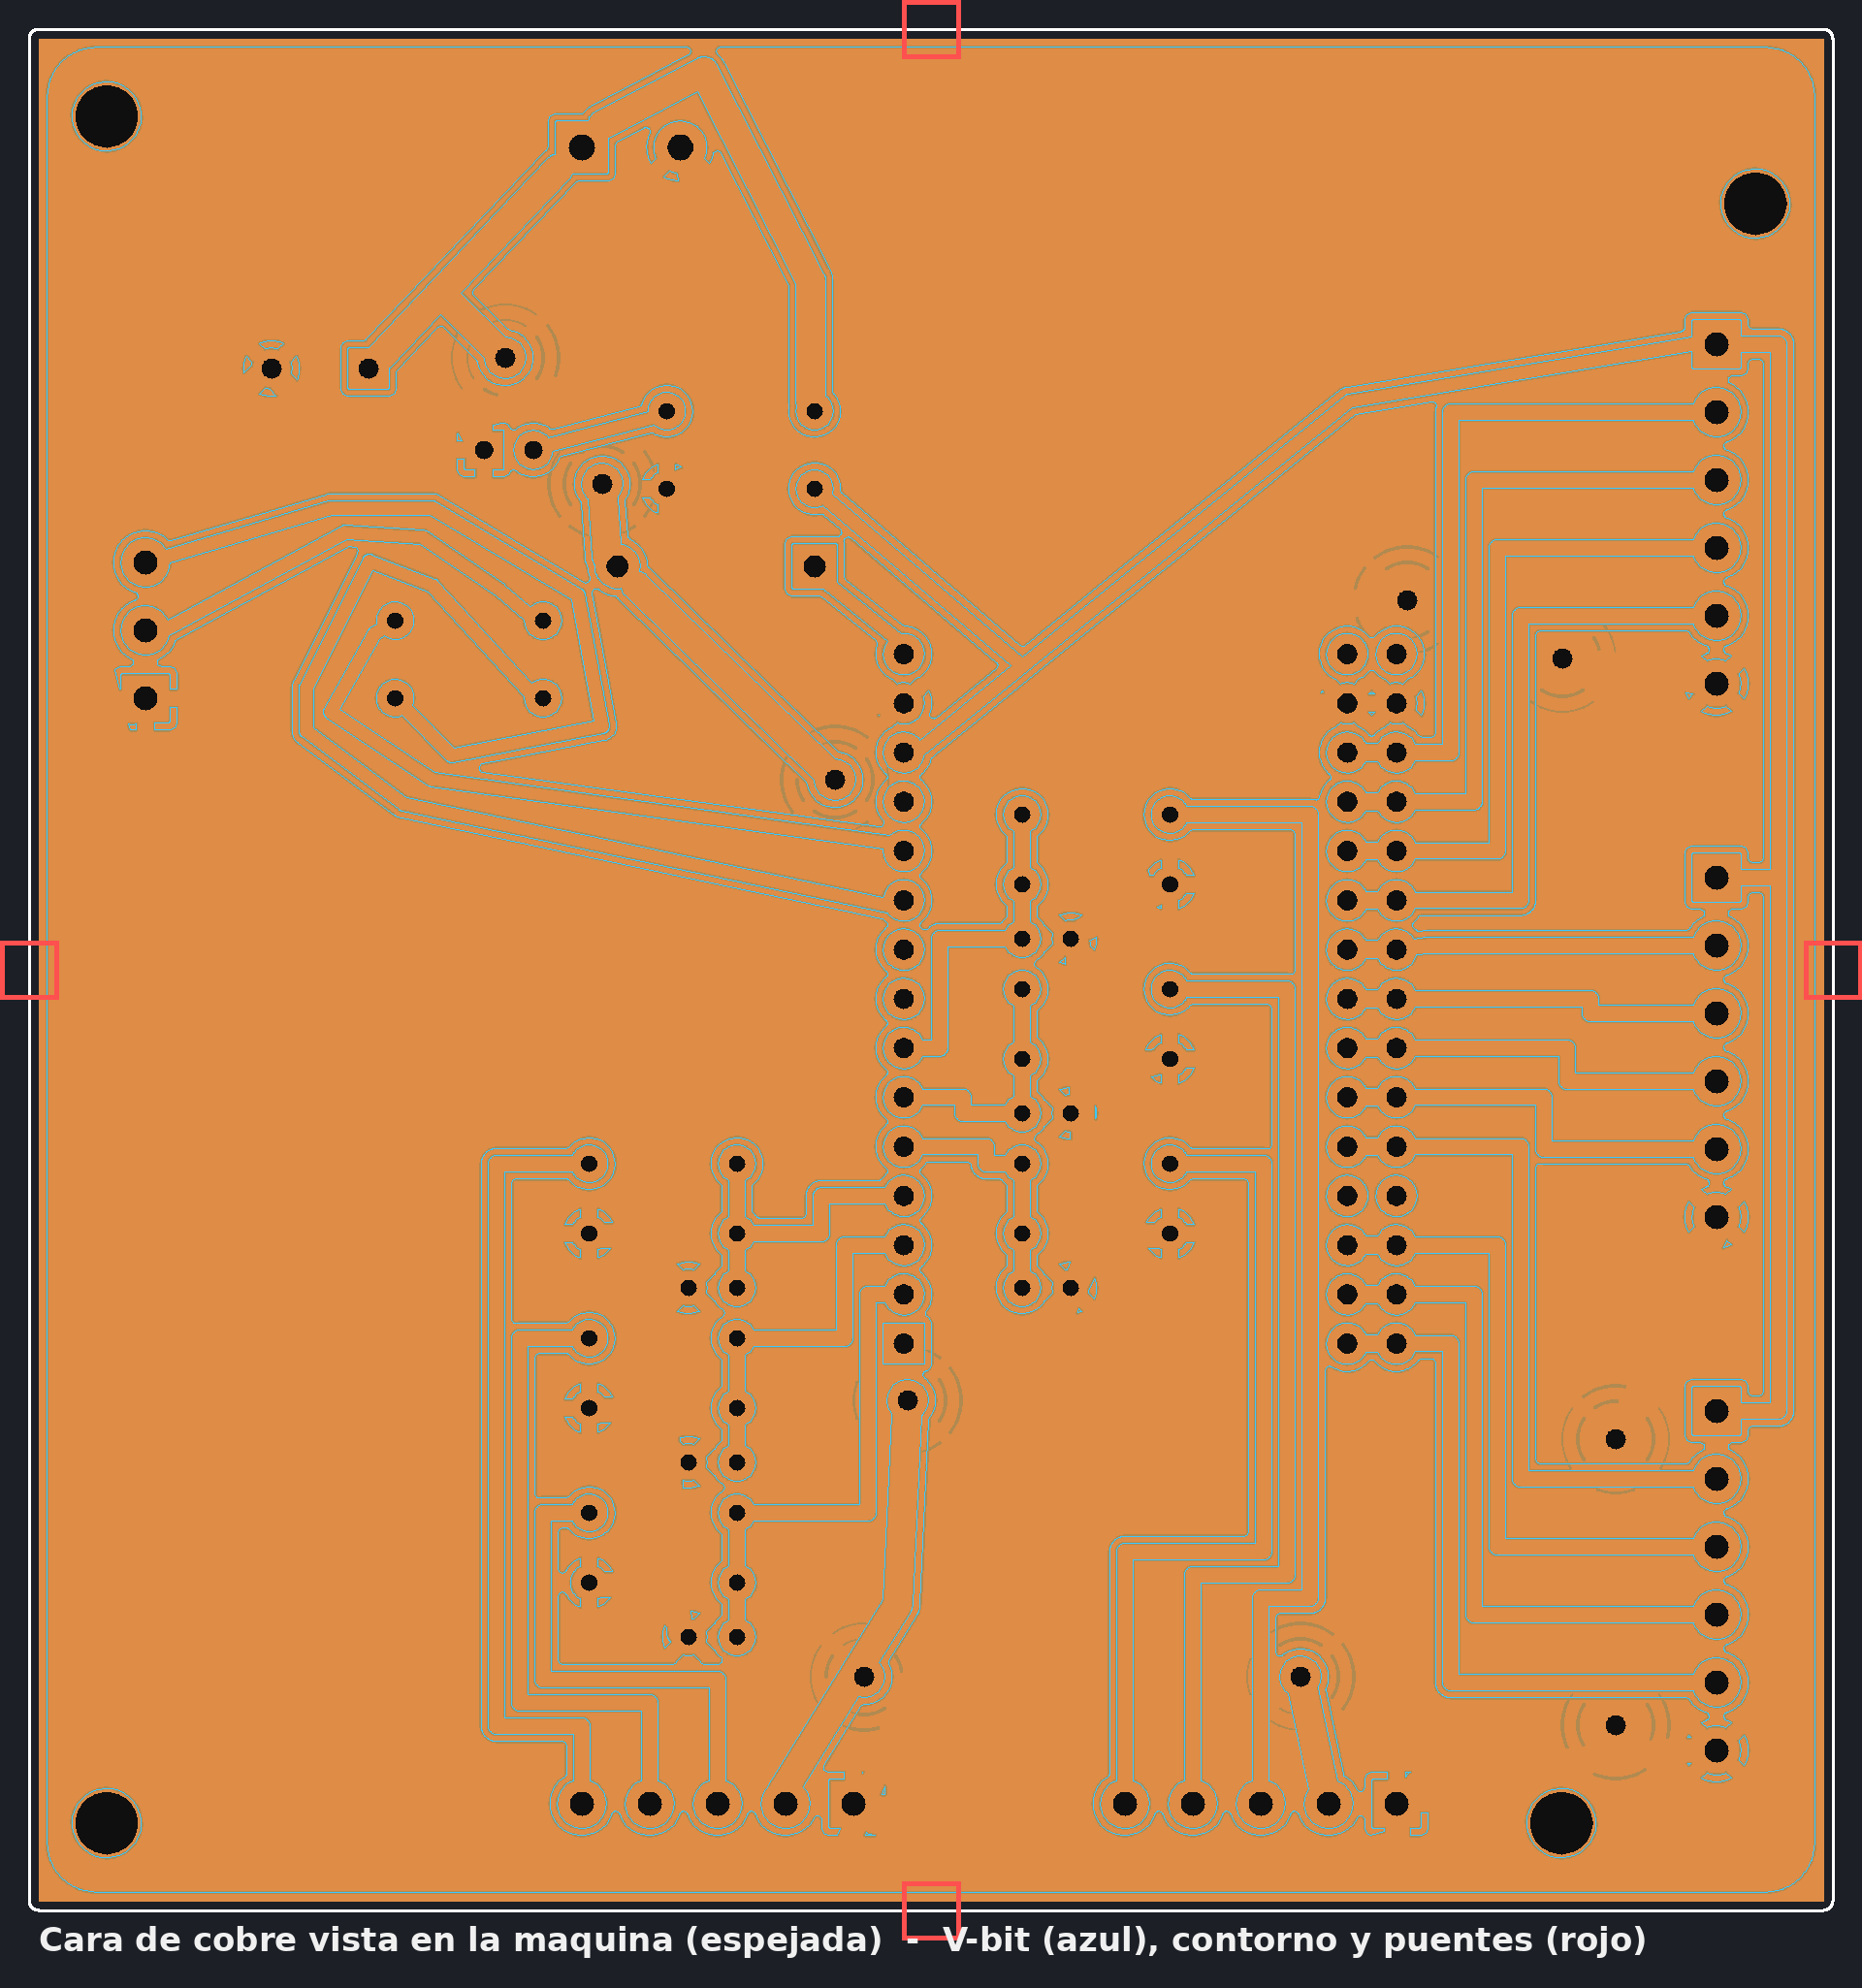 Cara de cobre vista en la maquina (espejada)  -  V-bit (azul), contorno y puentes (rojo)